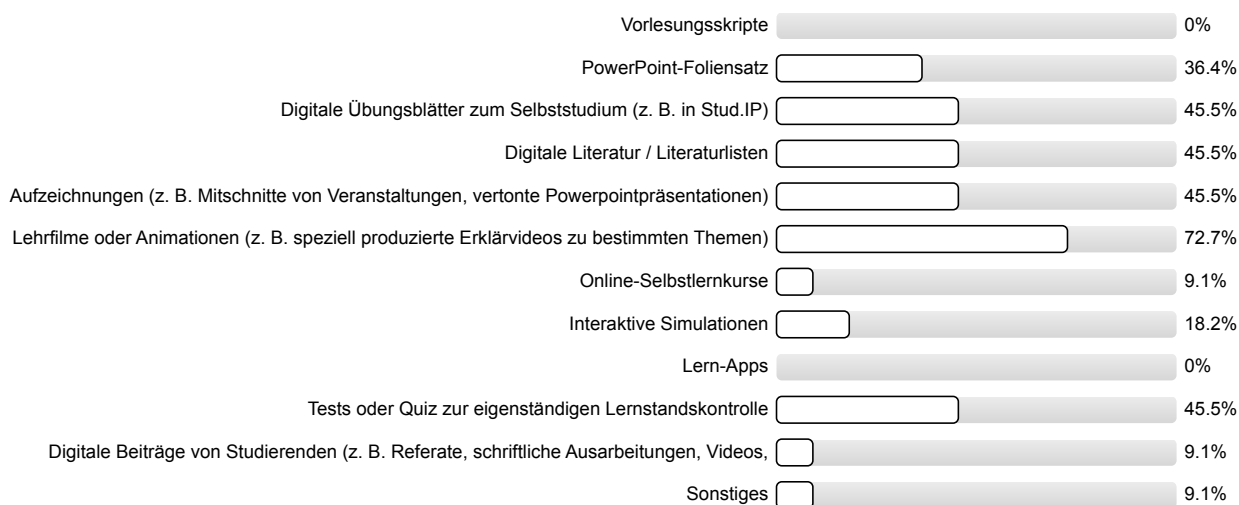 Vorlesungsskripte 0%
PowerPoint-Foliensatz 36.4%
Digitale Übungsblätter zum Selbststudium (z. B. in Stud.IP) 45.5%
Digitale Literatur / Literaturlisten 45.5%
Aufzeichnungen (z. B. Mitschnitte von Veranstaltungen, vertonte Powerpointpräsentationen) 45.5%
Lehrfilme oder Animationen (z. B. speziell produzierte Erklärvideos zu bestimmten Themen) 72.7%
Online-Selbstlernkurse 9.1%
Interaktive Simulationen 18.2%
Lern-Apps 0%
Tests oder Quiz zur eigenständigen Lernstandskontrolle 45.5%
Digitale Beiträge von Studierenden (z. B. Referate, schriftliche Ausarbeitungen, Videos, 9.1%
Sonstiges 9.1%